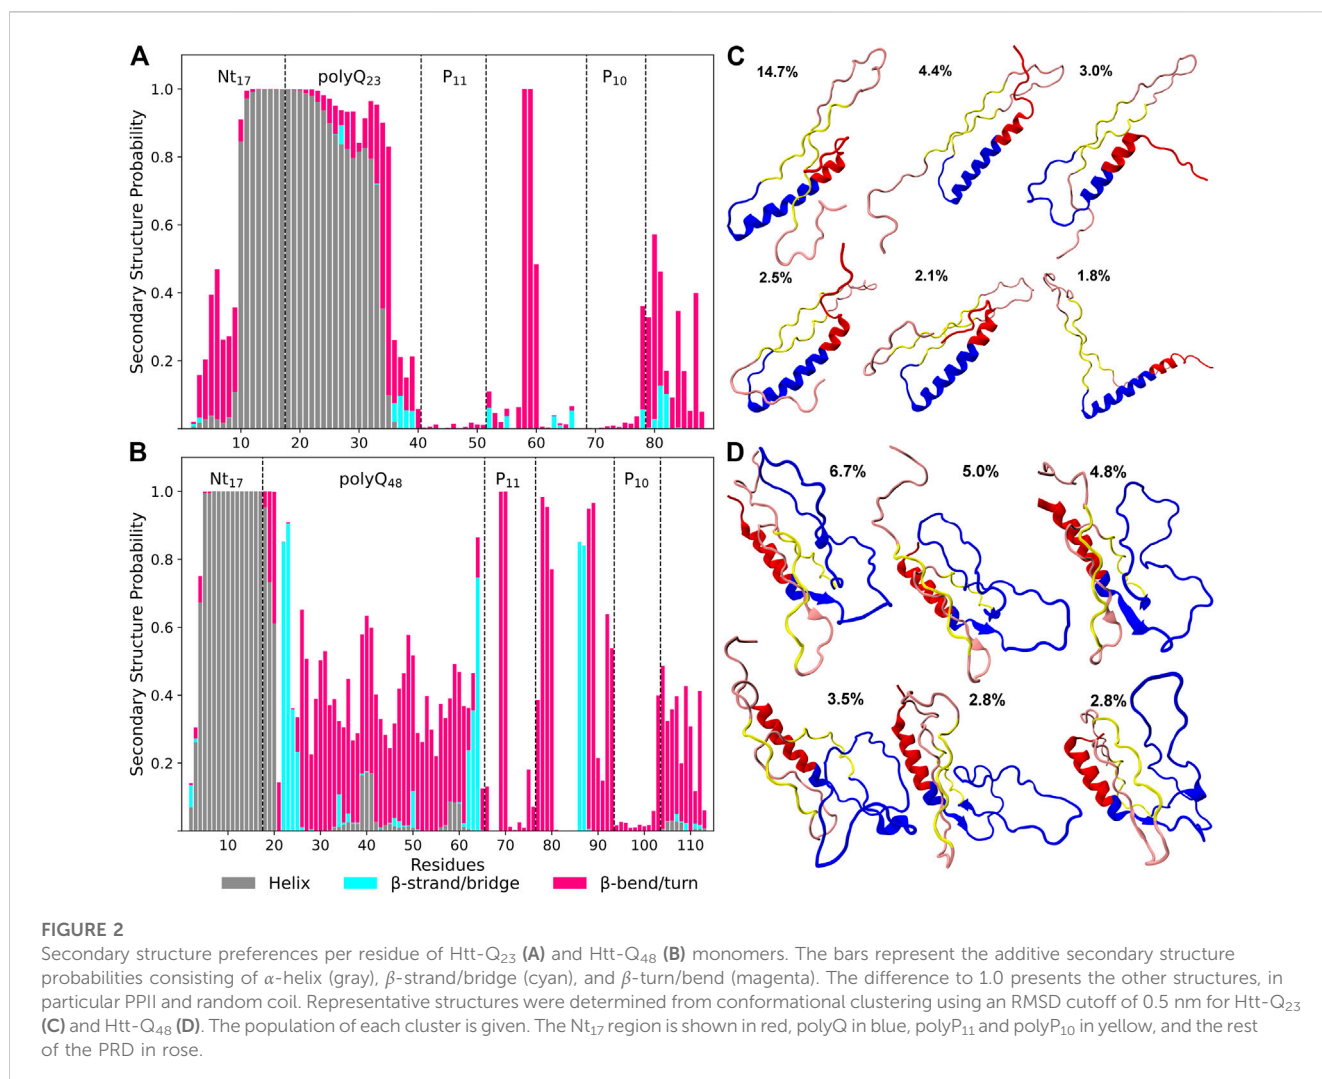 A
Nt17
polyQ23
P11
P10
Secondary Structure Probability
1.0
0.8
0.6
0.4
0.2
10 20 30 40 50 60 70 80
C
14.7%
4.4%
3.0%
2.5%
2.1%
1.8%
B
Nt17
polyQ48
P11
P10
Secondary Structure Probability
1.0
0.8
0.6
0.4
0.2
10 20 30 40 50 60 70 80 90 100 110
Residues
Helix
β-strand/bridge
β-bend/turn
D
6.7%
5.0%
4.8%
3.5%
2.8%
2.8%
FIGURE 2
Secondary structure preferences per residue of Htt-Q23 (A) and Htt-Q48 (B) monomers. The bars represent the additive secondary structure
probabilities consisting of α-helix (gray), β-strand/bridge (cyan), and β-turn/bend (magenta). The difference to 1.0 presents the other structures, in
particular PPII and random coil. Representative structures were determined from conformational clustering using an RMSD cutoff of 0.5 nm for Htt-Q23
(C) and Htt-Q48 (D). The population of each cluster is given. The Nt17 region is shown in red, polyQ in blue, polyP11 and polyP10 in yellow, and the rest
of the PRD in rose.